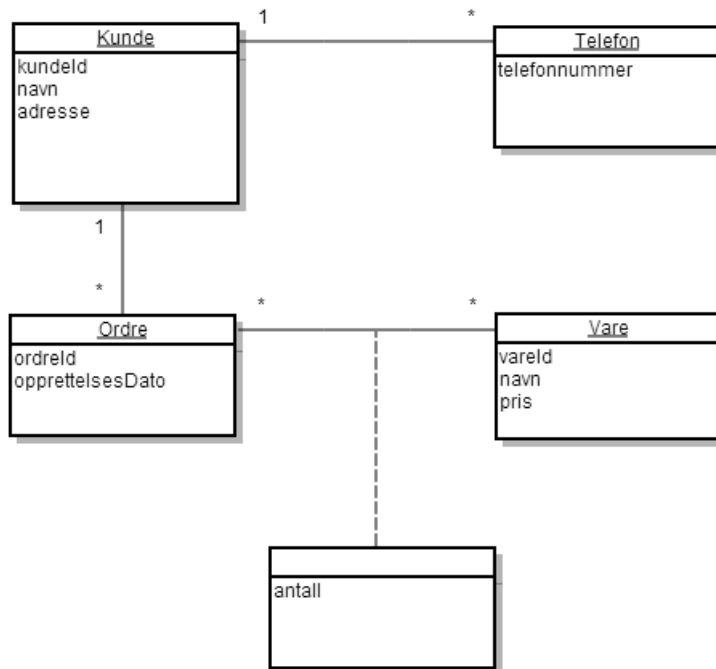 1
*
Kunde
kundeId
navn
adresse
Telefon
telefonnummer
1
*
*
*
Ordre
ordreId
opprettelsesDato
Vare
vareId
navn
pris
antall